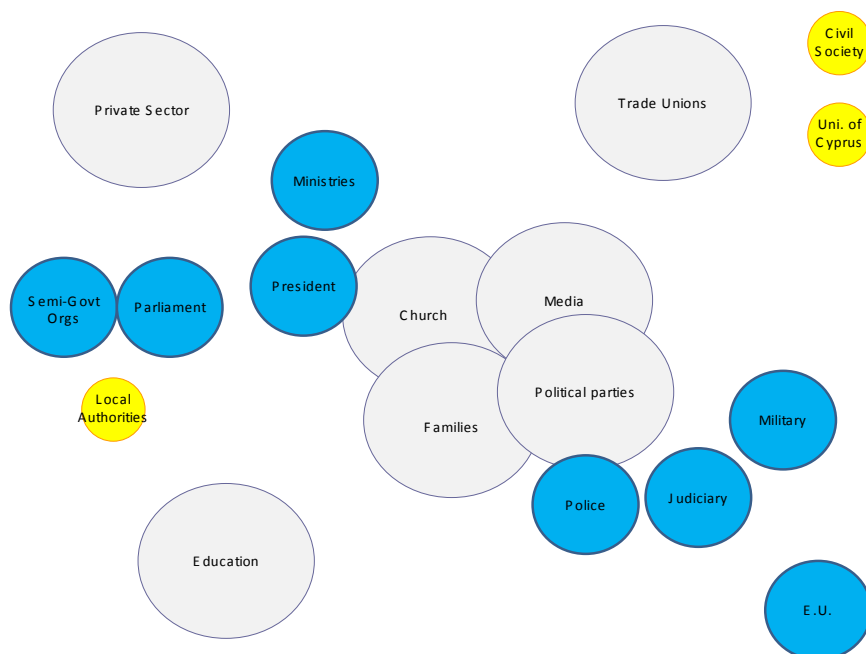 Civil
Society
Private Sector
Trade Unions
Uni. of
Cyprus
Ministries
President
Semi-Govt
Orgs
Parliament
Church
Media
Local
Authorities
Families
Political parties
Military
Police
Judiciary
Education
E.U.